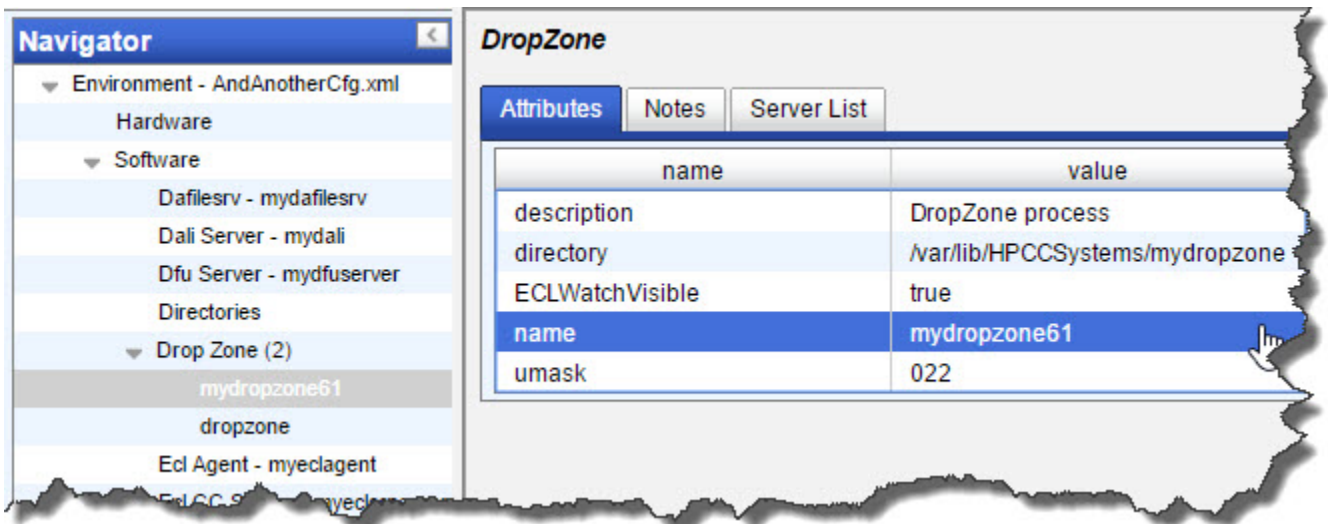 Navigator
Environment - AndAnotherCfg.xml
Hardware
Software
Dafilesrv - mydafilesrv
Dali Server - mydali
Dfu Server - mydfuserver
Directories
Drop Zone (2)
mydropzone61
dropzone
Ecl Agent - myeclagent
DropZone
Attributes Notes Server List
name value
description DropZone process
directory /var/lib/HPCCSystems/mydropzone
ECLWatchVisible true
name mydropzone61
umask 022